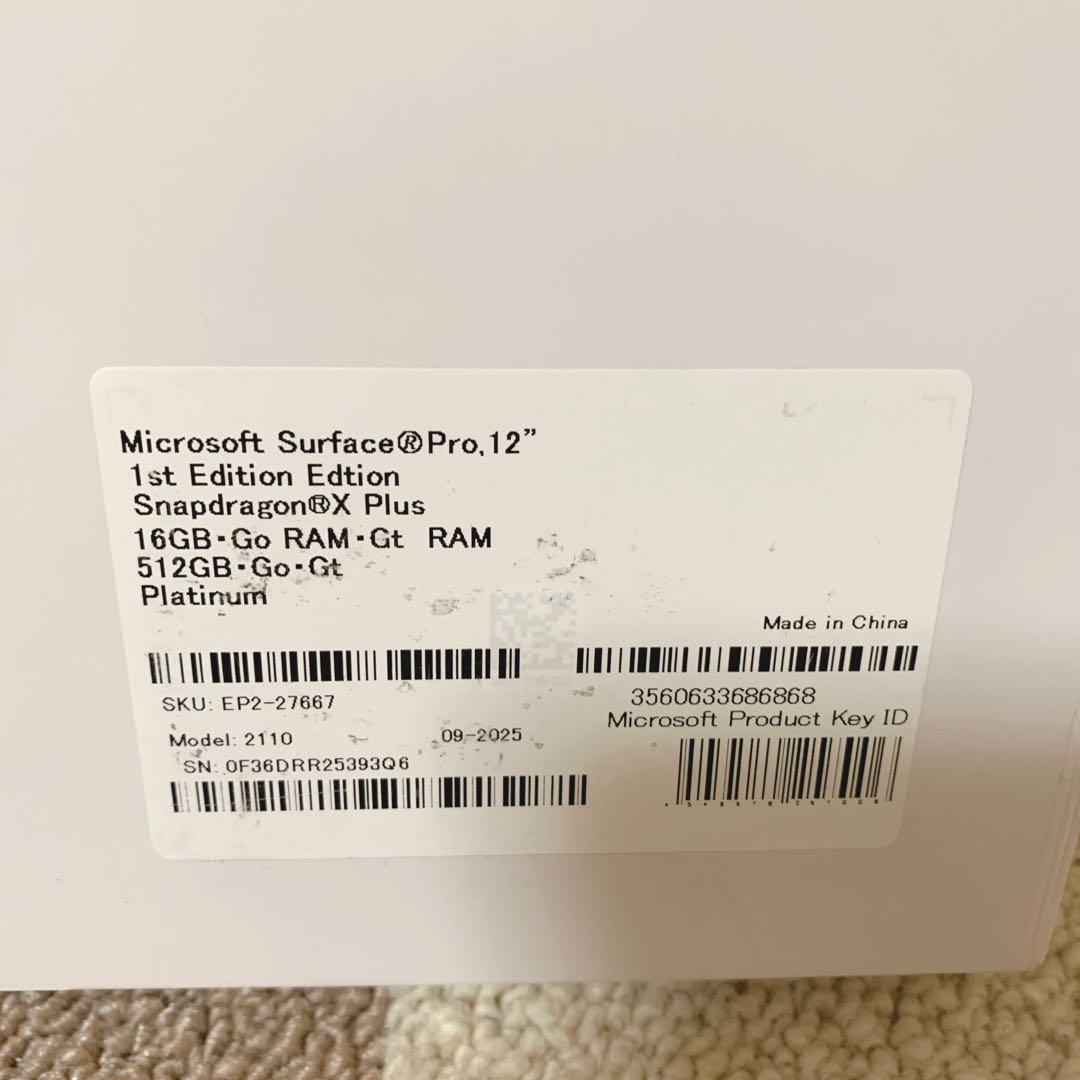 Microsoft Surface®Pro,12”
1st Edition Edtion
Snapdragon®X Plus
16GB·Go RAM·Gt RAM
512GB·Go·Gt
Platinum
Made in China
SKU: EP2-27667
3560633686868
Microsoft Product Key ID
Model: 2110
09-2025
SN: 0F36DRR25393Q6